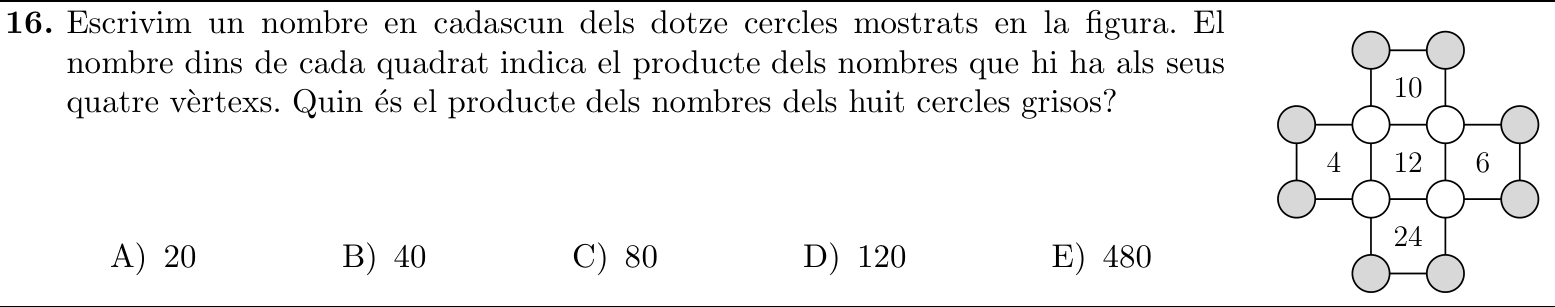 16. Escrivim un nombre en cadascun dels dotze cercles mostrats en la figura. El
nombre dins de cada quadrat indica el producte dels nombres que hi ha als seus
quatre vèrtexs. Quin és el producte dels nombres dels huit cercles grisos?
A) 20 B) 40 C) 80 D) 120 E) 480
10
4 12 6
24